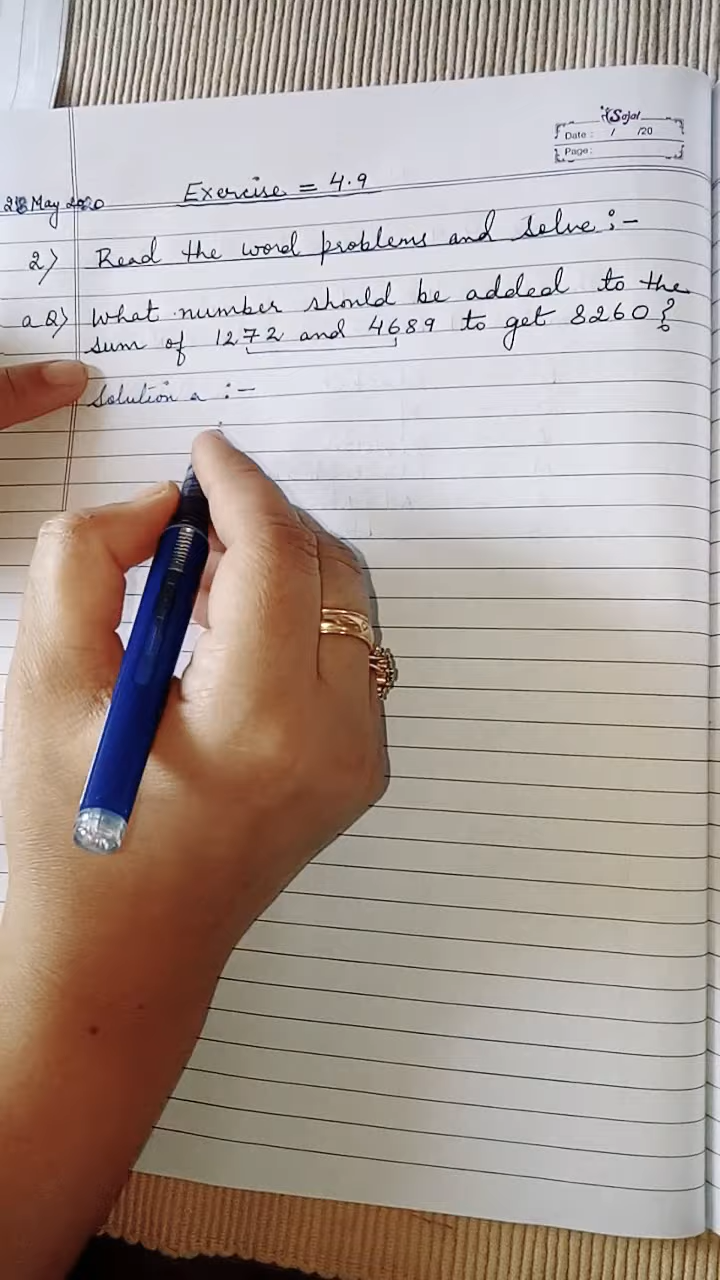 Sajal
Date : / /20
Page:
28 May 2020
Exercise = 4.9
2) Read the word problems and solve :-
a Q) What number should be added to the
sum of 1272 and 4689 to get 8260?
Solution a :-